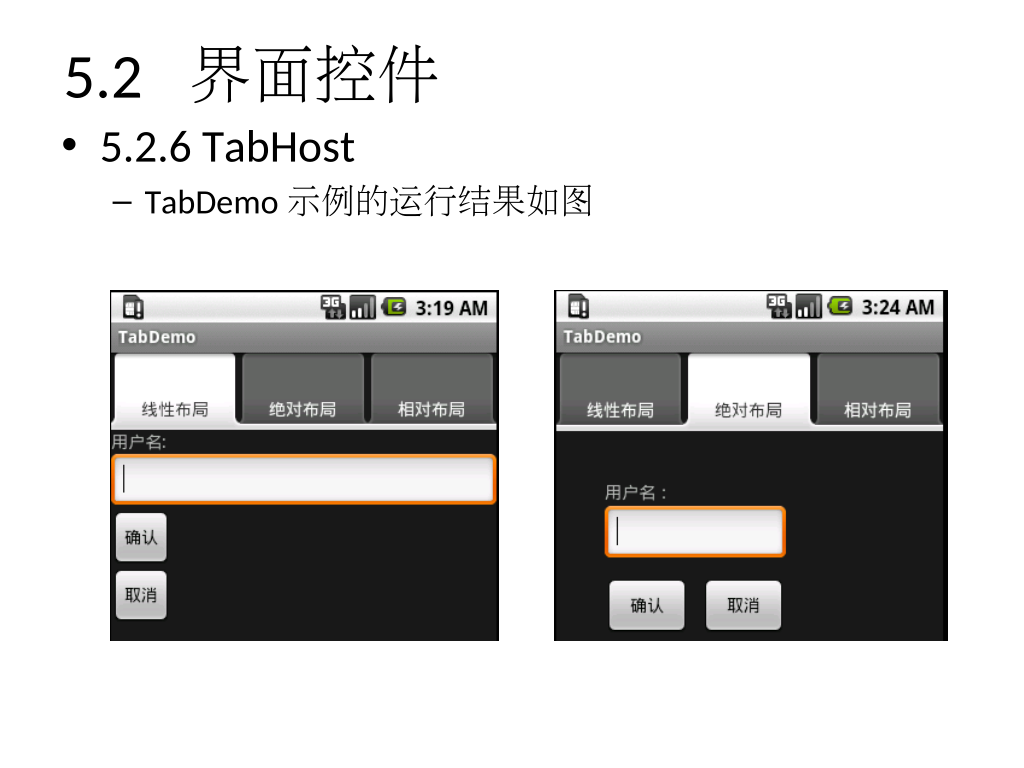 5.2 界面控件
• 5.2.6 TabHost
– TabDemo 示例的运行结果如图
3G 3:19 AM
TabDemo
线性布局 绝对布局 相对布局
用户名:
确认
取消
3G 3:24 AM
TabDemo
线性布局 绝对布局 相对布局
用户名：
确认 取消